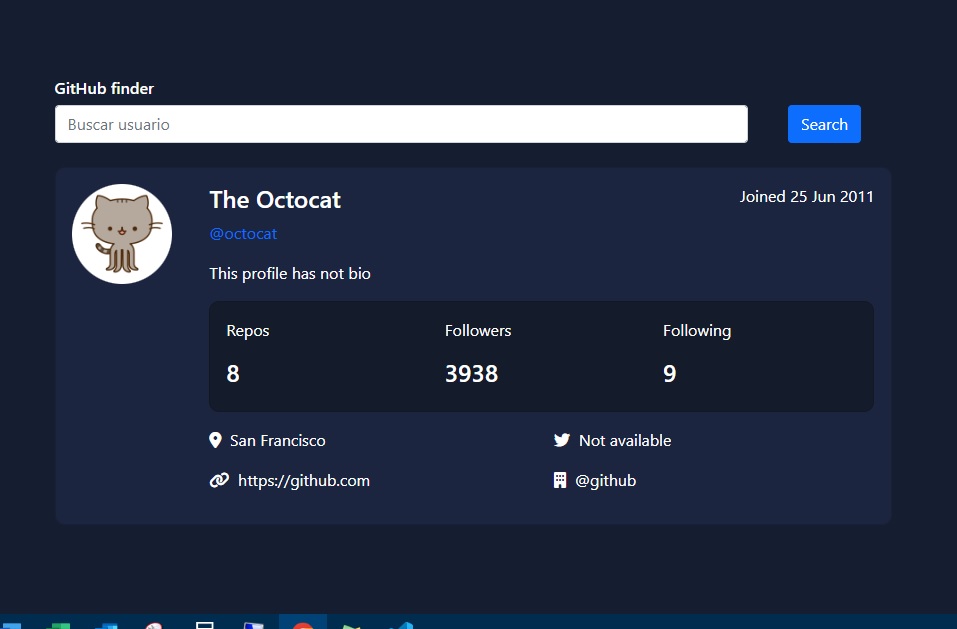 GitHub finder
Buscar usuario
Search
The Octocat
Joined 25 Jun 2011
@octocat
This profile has not bio
Repos
Followers
Following
8
3938
9
San Francisco
Not available
https://github.com
@github